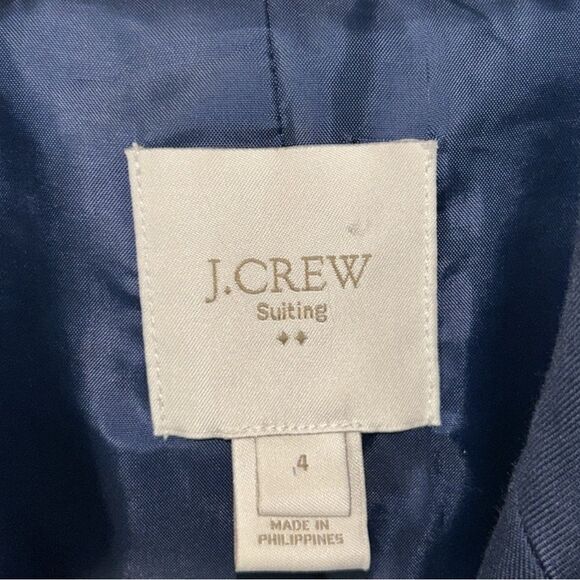 J.CREW
Suiting
4
MADE IN
PHILIPPINES